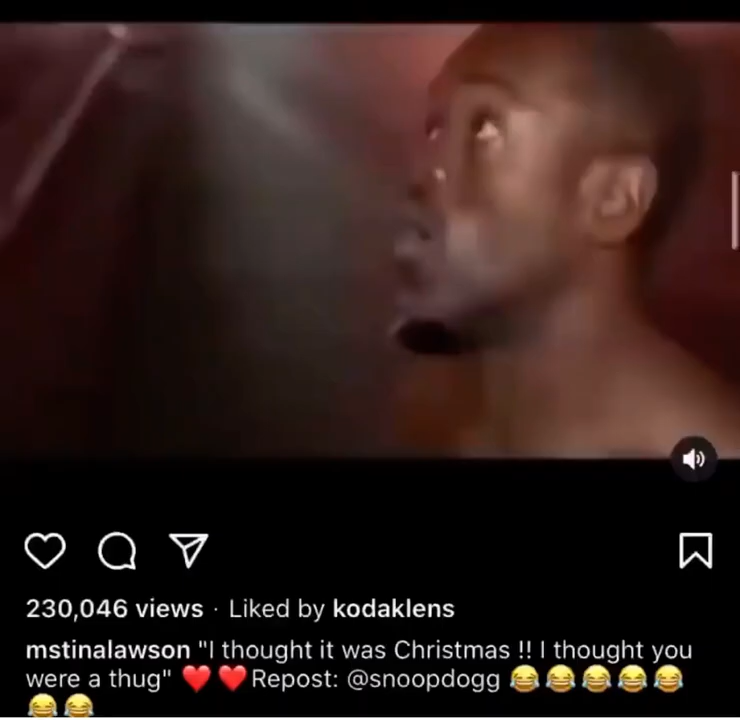 230,046 views · Liked by kodaklens
mstinalawson "I thought it was Christmas !! I thought you
were a thug" ❤️ ❤️Repost: @snoopdogg 😂😂😂😂😂
😂😂